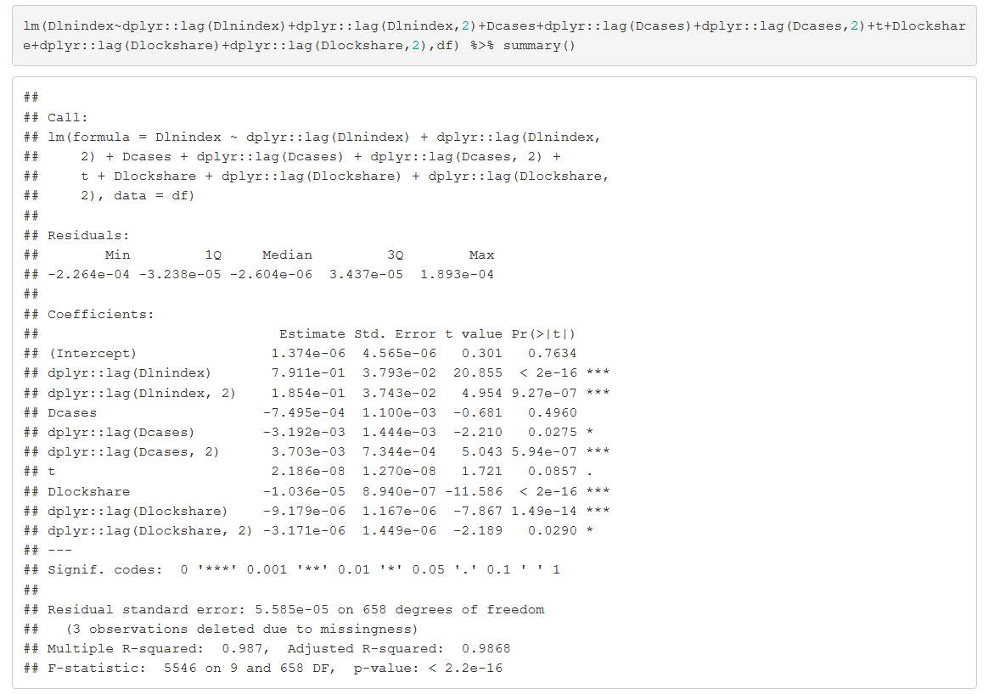 lm(Dlnindex~dplyr::lag(Dlnindex)+dplyr::lag(Dlnindex,2)+Dcases+dplyr::lag(Dcases)+dplyr::lag(Dcases,2)+t+Dlockshar
e+dplyr::lag(Dlockshare)+dplyr::lag(Dlockshare,2),df) %>% summary()
##
## Call:
## lm(formula = Dlnindex ~ dplyr::lag(Dlnindex) + dplyr::lag(Dlnindex,
##     2) + Dcases + dplyr::lag(Dcases) + dplyr::lag(Dcases, 2) +
##     t + Dlockshare + dplyr::lag(Dlockshare) + dplyr::lag(Dlockshare,
##     2), data = df)
##
## Residuals:
##        Min         1Q     Median         3Q        Max
## -2.264e-04 -3.238e-05 -2.604e-06  3.437e-05  1.893e-04
##
## Coefficients:
##                             Estimate Std. Error t value Pr(>|t|)
## (Intercept)                1.374e-06  4.565e-06   0.301   0.7634
## dplyr::lag(Dlnindex)       7.911e-01  3.793e-02  20.855  < 2e-16 ***
## dplyr::lag(Dlnindex, 2)    1.854e-01  3.743e-02   4.954 9.27e-07 ***
## Dcases                    -7.495e-04  1.100e-03  -0.681   0.4960
## dplyr::lag(Dcases)        -3.192e-03  1.444e-03  -2.210   0.0275 *
## dplyr::lag(Dcases, 2)      3.703e-03  7.344e-04   5.043 5.94e-07 ***
## t                          2.186e-08  1.270e-08   1.721   0.0857 .
## Dlockshare                -1.036e-05  8.940e-07 -11.586  < 2e-16 ***
## dplyr::lag(Dlockshare)    -9.179e-06  1.167e-06  -7.867 1.49e-14 ***
## dplyr::lag(Dlockshare, 2) -3.171e-06  1.449e-06  -2.189   0.0290 *
## ---
## Signif. codes:  0 '***' 0.001 '**' 0.01 '*' 0.05 '.' 0.1 ' ' 1
##
## Residual standard error: 5.585e-05 on 658 degrees of freedom
##   (3 observations deleted due to missingness)
## Multiple R-squared:  0.987,  Adjusted R-squared:  0.9868
## F-statistic:  5546 on 9 and 658 DF,  p-value: < 2.2e-16